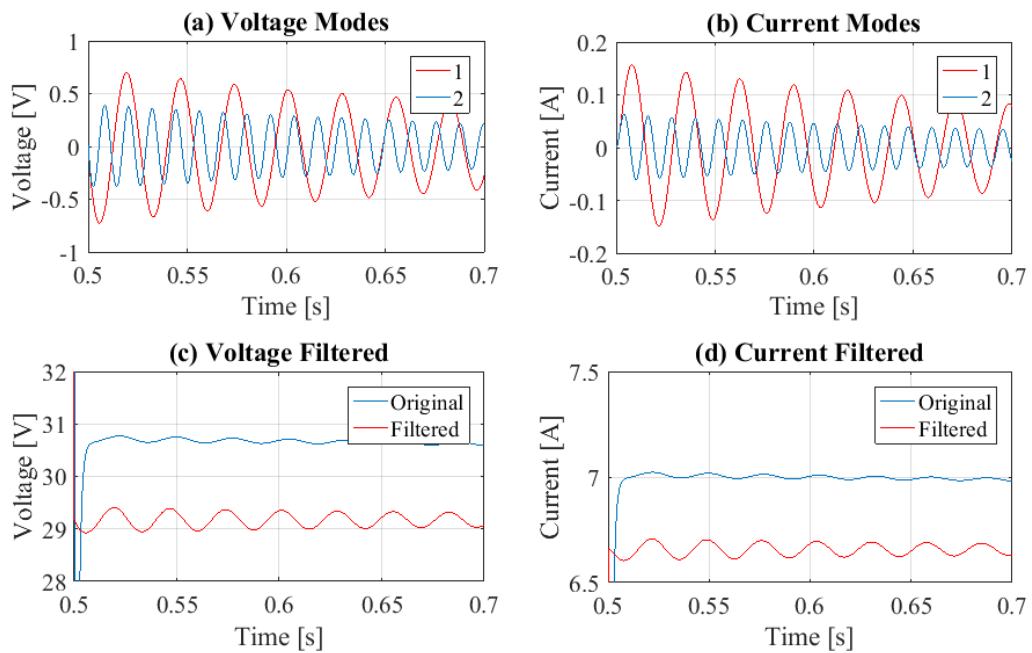 (a) Voltage Modes
Voltage [V]
1
0.5
0
-0.5
-1
1
2
0.5
0.55
0.6
0.65
0.7
Time [s]
(b) Current Modes
Current [A]
0.2
0.1
0
-0.1
-0.2
1
2
0.5
0.55
0.6
0.65
0.7
Time [s]
(c) Voltage Filtered
Voltage [V]
32
31
30
29
28
Original
Filtered
0.5
0.55
0.6
0.65
0.7
Time [s]
(d) Current Filtered
Current [A]
7.5
7
6.5
Original
Filtered
0.5
0.55
0.6
0.65
0.7
Time [s]